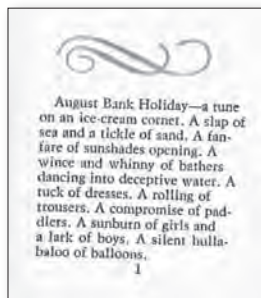 August Bank Holiday—a tune
on an ice-cream cornet. A slap of
sea and a tickle of sand. A fan-
fare of sunshades opening. A
wince and whinny of bathers
dancing into deceptive water. A
tuck of dresses. A rolling of
trousers. A compromise of pad-
dlers. A sunburn of girls and
a lark of boys. A silent hulla-
baloo of balloons.
1